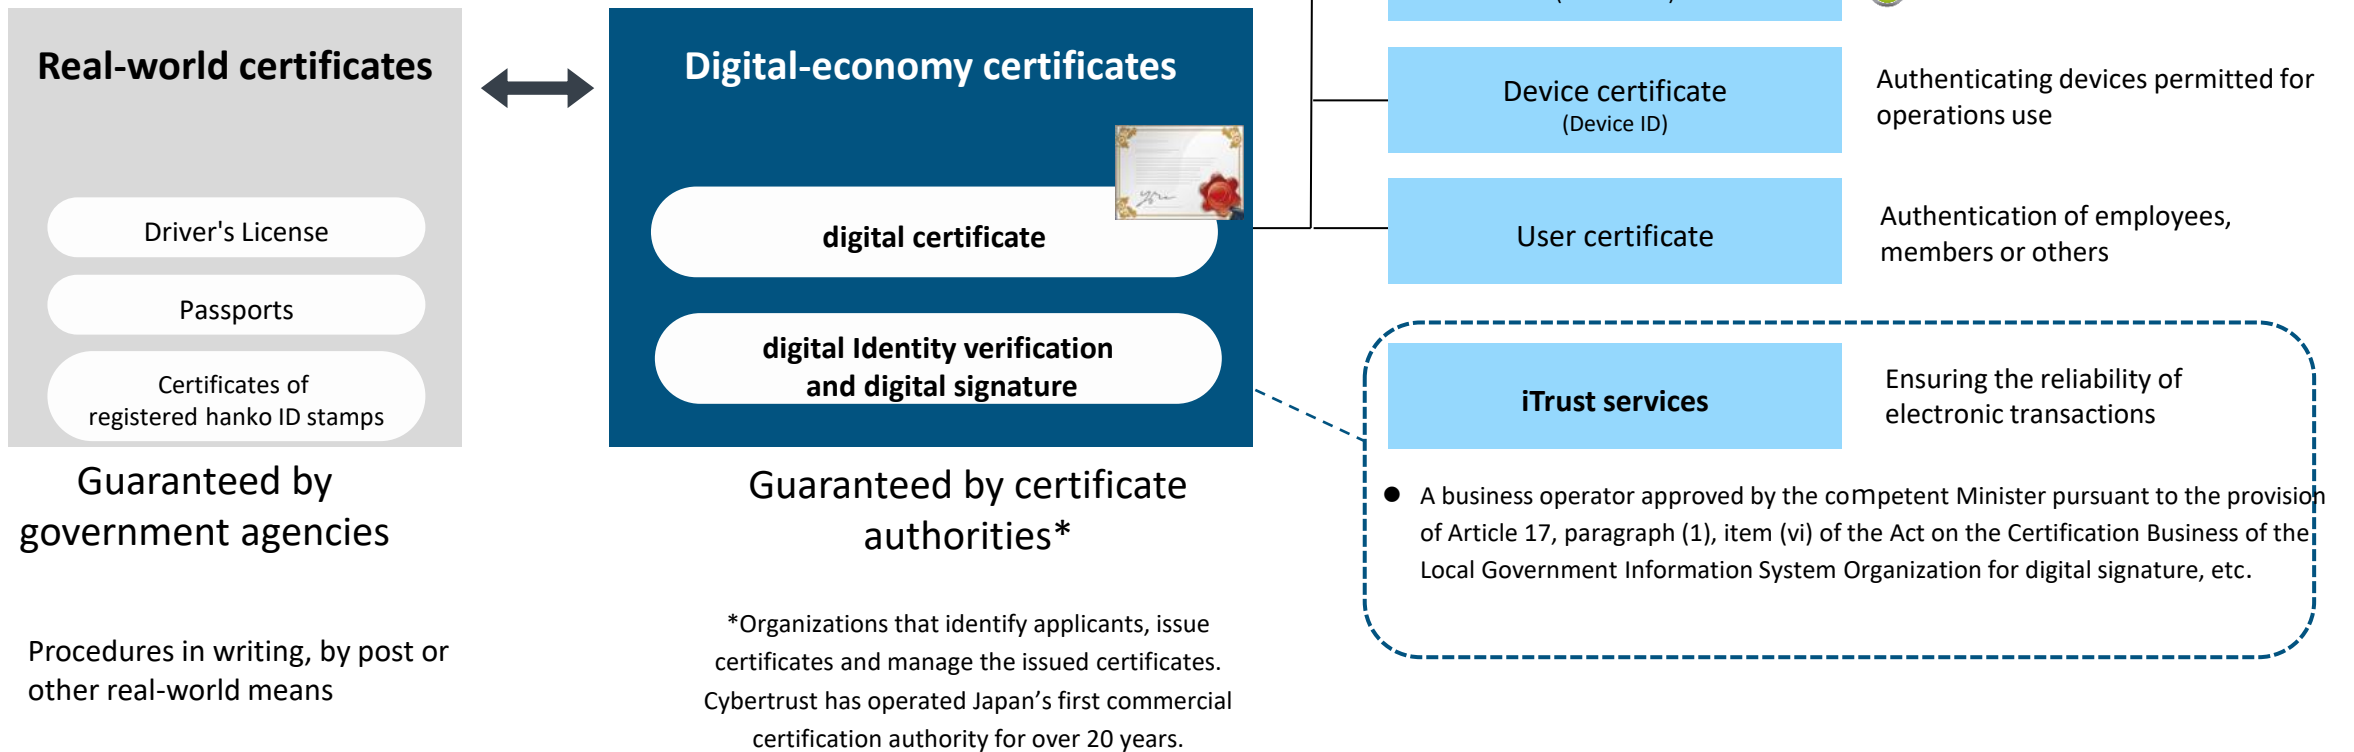 Real-world certificates
Driver's License
Passports
Certificates of
registered hanko ID stamps
Guaranteed by
government agencies
Procedures in writing, by post or
other real-world means
Digital-economy certificates
digital certificate
digital Identity verification
and digital signature
Guaranteed by certificate
authorities*
*Organizations that identify applicants, issue
certificates and manage the issued certificates.
Cybertrust has operated Japan’s first commercial
certification authority for over 20 years.
Device certificate
(Device ID)
Authenticating devices permitted for
operations use
User certificate
Authentication of employees,
members or others
iTrust services
Ensuring the reliability of
electronic transactions
● A business operator approved by the competent Minister pursuant to the provision
of Article 17, paragraph (1), item (vi) of the Act on the Certification Business of the
Local Government Information System Organization for digital signature, etc.